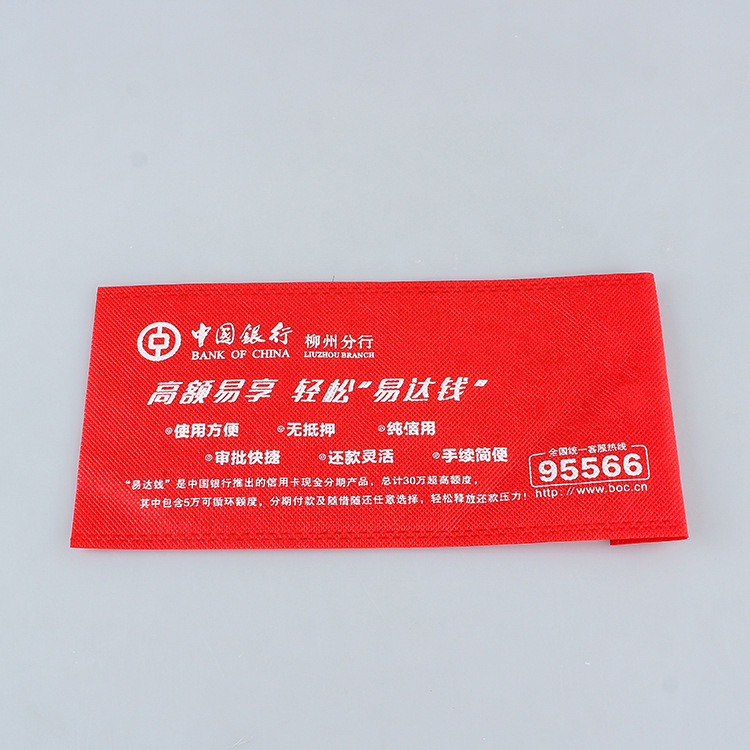 中国银行 柳州分行
BANK OF CHINA LIUZHOU BRANCH
高额易享 轻松“易达钱”
使用方便 无抵押 纯信用
审批快捷 还款灵活 手续简便
“易达钱”是中国银行推出的信用卡现金分期产品，总计30万超高额度，
其中包含5万可循环额度，分期付款及随借随还任意选择，轻松释放还款压力！
全国统一客服热线
95566
http://www.boc.cn